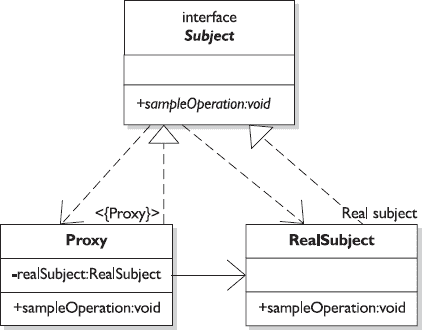 interface
Subject
+sampleOperation:void
<{Proxy}>
Real subject
Proxy
-realSubject:RealSubject
+sampleOperation:void
RealSubject
+sampleOperation:void